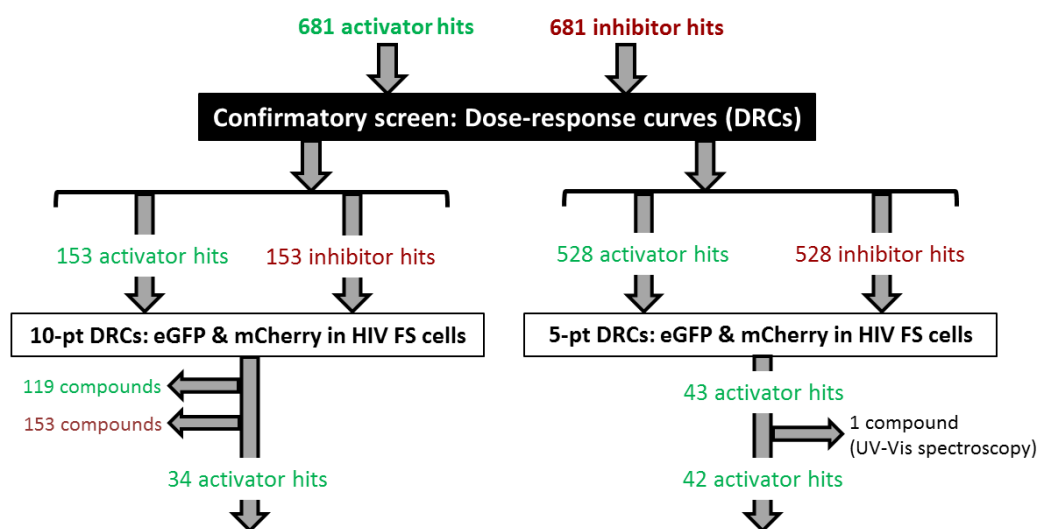 681 activator hits
681 inhibitor hits
Confirmatory screen: Dose-response curves (DRCs)
153 activator hits
153 inhibitor hits
528 activator hits
528 inhibitor hits
10-pt DRCs: eGFP & mCherry in HIV FS cells
5-pt DRCs: eGFP & mCherry in HIV FS cells
119 compounds
153 compounds
34 activator hits
43 activator hits
1 compound
(UV-Vis spectroscopy)
42 activator hits